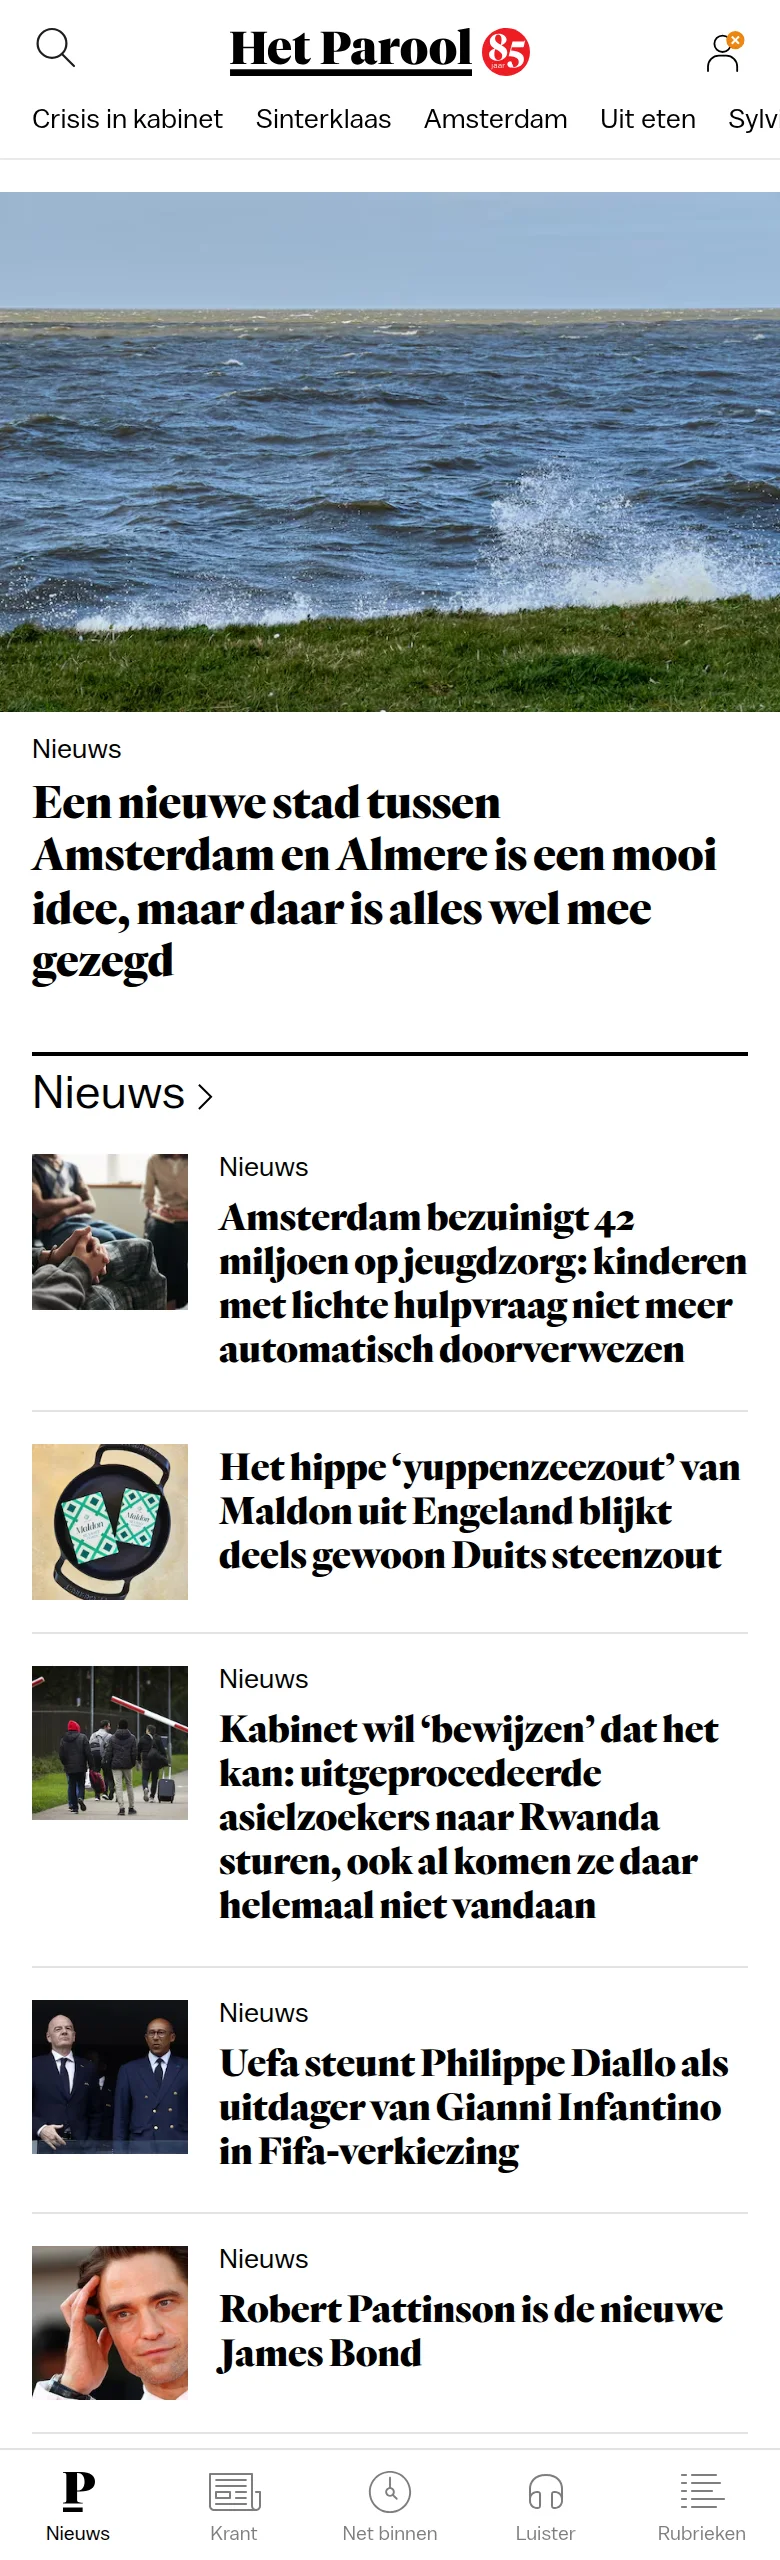 Het Parool 85 jaar
Crisis in kabinet Sinterklaas Amsterdam Uit eten Sylv
Nieuws
Een nieuwe stad tussen
Amsterdam en Almere is een mooi
idee, maar daar is alles wel mee
gezegd
Nieuws
Nieuws
Amsterdam bezuinigt 42
miljoen op jeugdzorg: kinderen
met lichte hulpvraag niet meer
automatisch doorverwezen
Maldon
Maldon
Het hippe ‘yuppenzeezout’ van
Maldon uit Engeland blijkt
deels gewoon Duits steenzout
Nieuws
Kabinet wil ‘bewijzen’ dat het
kan: uitgeprocedeerde
asielzoekers naar Rwanda
sturen, ook al komen ze daar
helemaal niet vandaan
Nieuws
Uefa steunt Philippe Diallo als
uitdager van Gianni Infantino
in Fifa-verkiezing
Nieuws
Robert Pattinson is de nieuwe
James Bond
P
Nieuws Krant Net binnen Luister Rubrieken